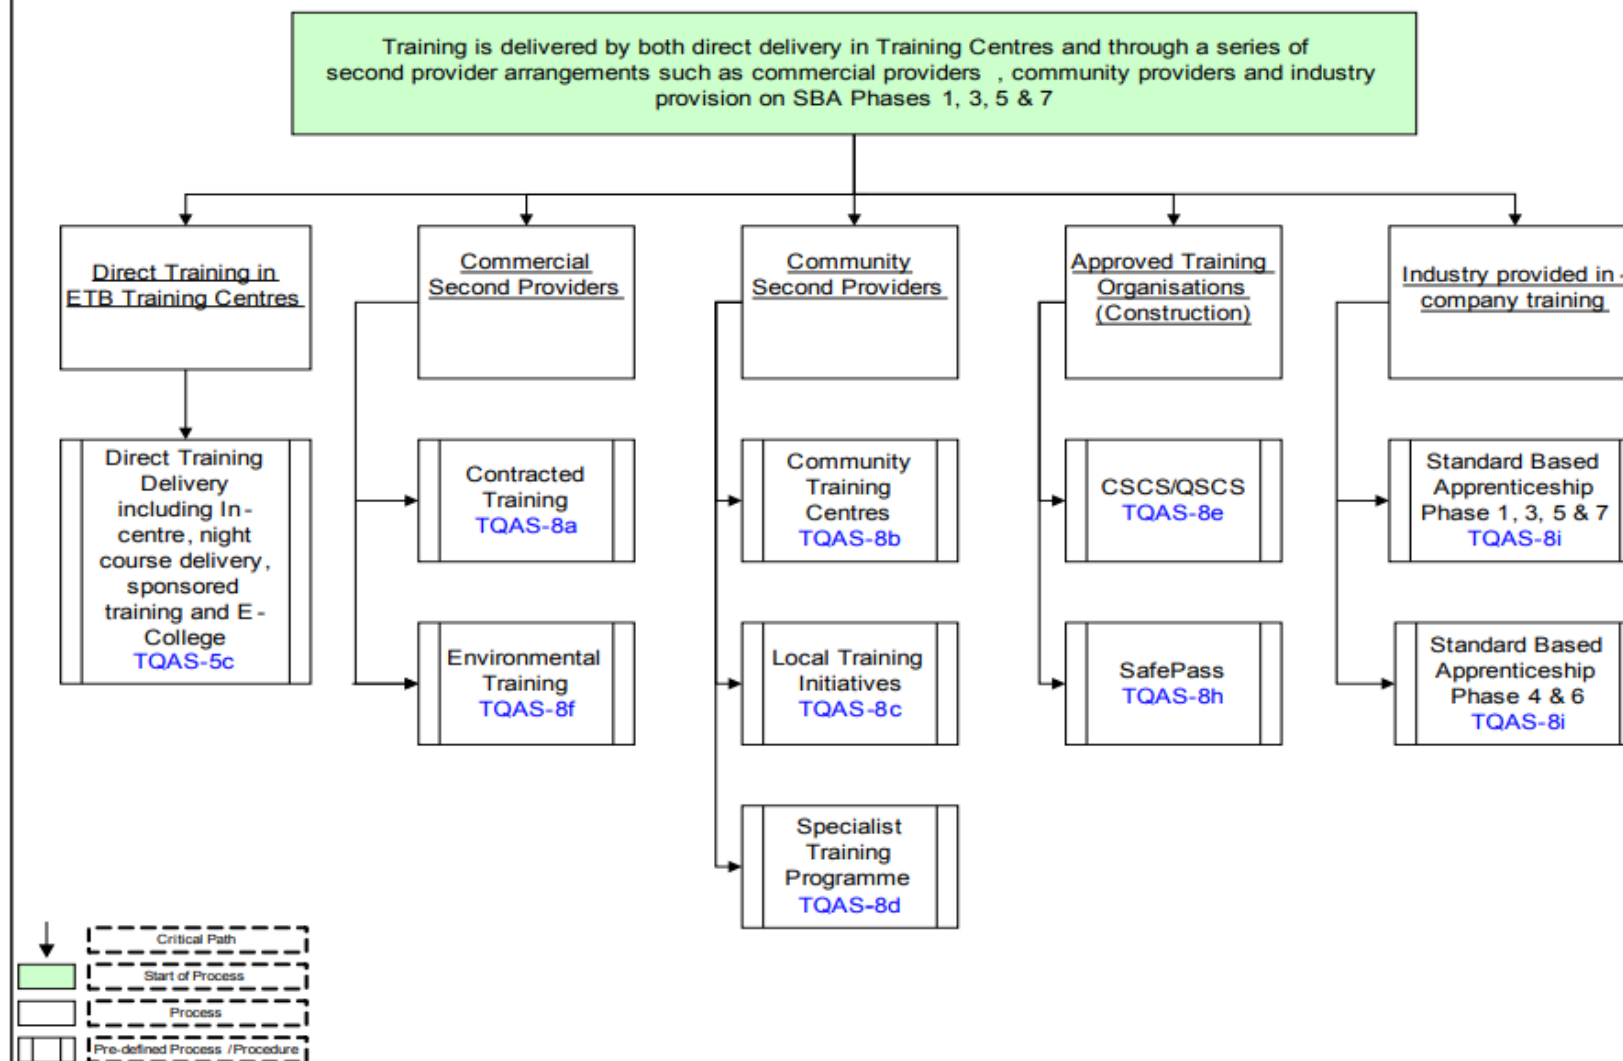 Training is delivered by both direct delivery in Training Centres and through a series of
second provider arrangements such as commercial providers , community providers and industry
provision on SBA Phases 1, 3, 5 & 7
Direct Training in
ETB Training Centres
Commercial
Second Providers
Community
Second Providers
Approved Training
Organisations
(Construction)
Industry provided in -
company training
Direct Training
Delivery
including In-
centre, night
course delivery,
sponsored
training and E-
College
TQAS-5c
Contracted
Training
TQAS-8a
Community
Training
Centres
TQAS-8b
CSCS/QSCS
TQAS-8e
Standard Based
Apprenticeship
Phase 1, 3, 5 & 7
TQAS-8i
Environmental
Training
TQAS-8f
Local Training
Initiatives
TQAS-8c
SafePass
TQAS-8h
Standard Based
Apprenticeship
Phase 4 & 6
TQAS-8i
Specialist
Training
Programme
TQAS-8d
Critical Path
Start of Process
Process
Pre-defined Process /Procedure